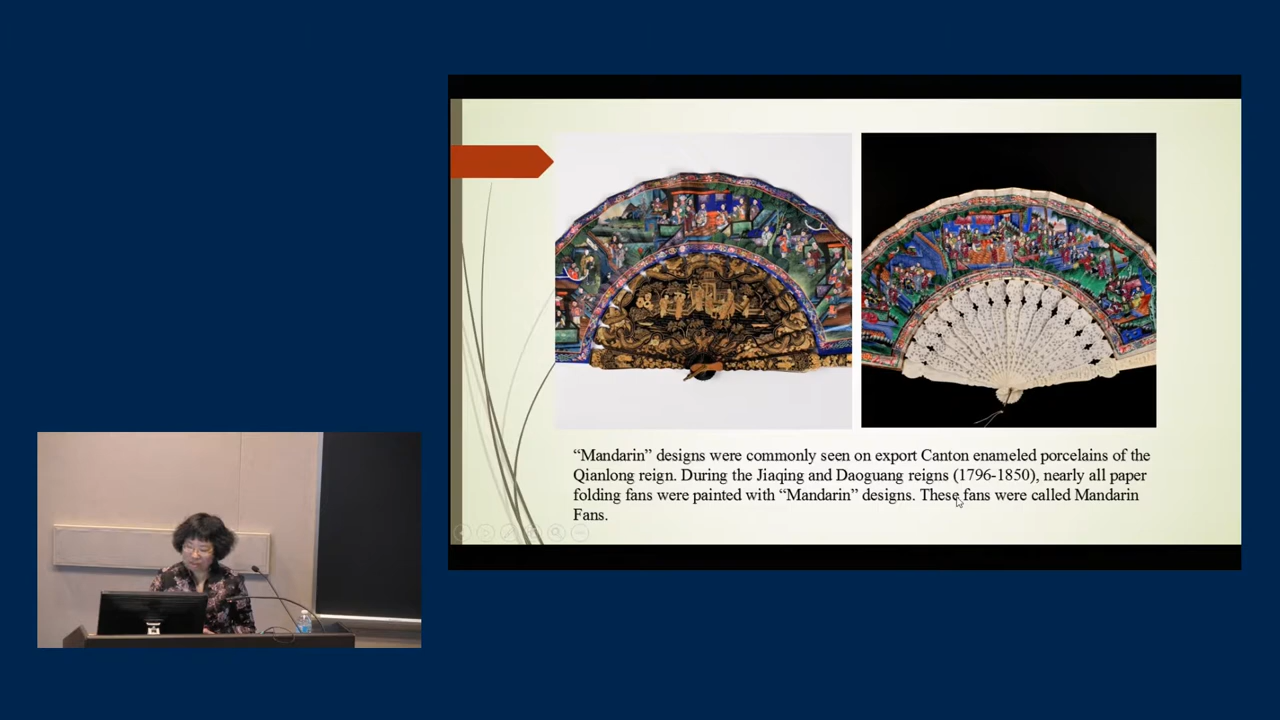 “Mandarin” designs were commonly seen on export Canton enameled porcelains of the
Qianlong reign. During the Jiaqing and Daoguang reigns (1796-1850), nearly all paper
folding fans were painted with “Mandarin” designs. These fans were called Mandarin
Fans.